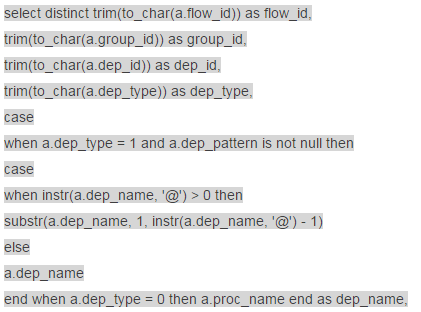 select distinct trim(to_char(a.flow_id)) as flow_id,
trim(to_char(a.group_id)) as group_id,
trim(to_char(a.dep_id)) as dep_id,
trim(to_char(a.dep_type)) as dep_type,
case
when a.dep_type = 1 and a.dep_pattern is not null then
case
when instr(a.dep_name, '@') > 0 then
substr(a.dep_name, 1, instr(a.dep_name, '@') - 1)
else
a.dep_name
end when a.dep_type = 0 then a.proc_name end as dep_name,